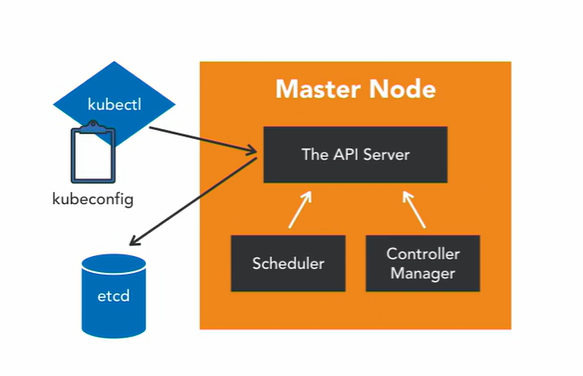 Master Node
kubectl
The API Server
kubeconfig
Scheduler
Controller
Manager
etcd